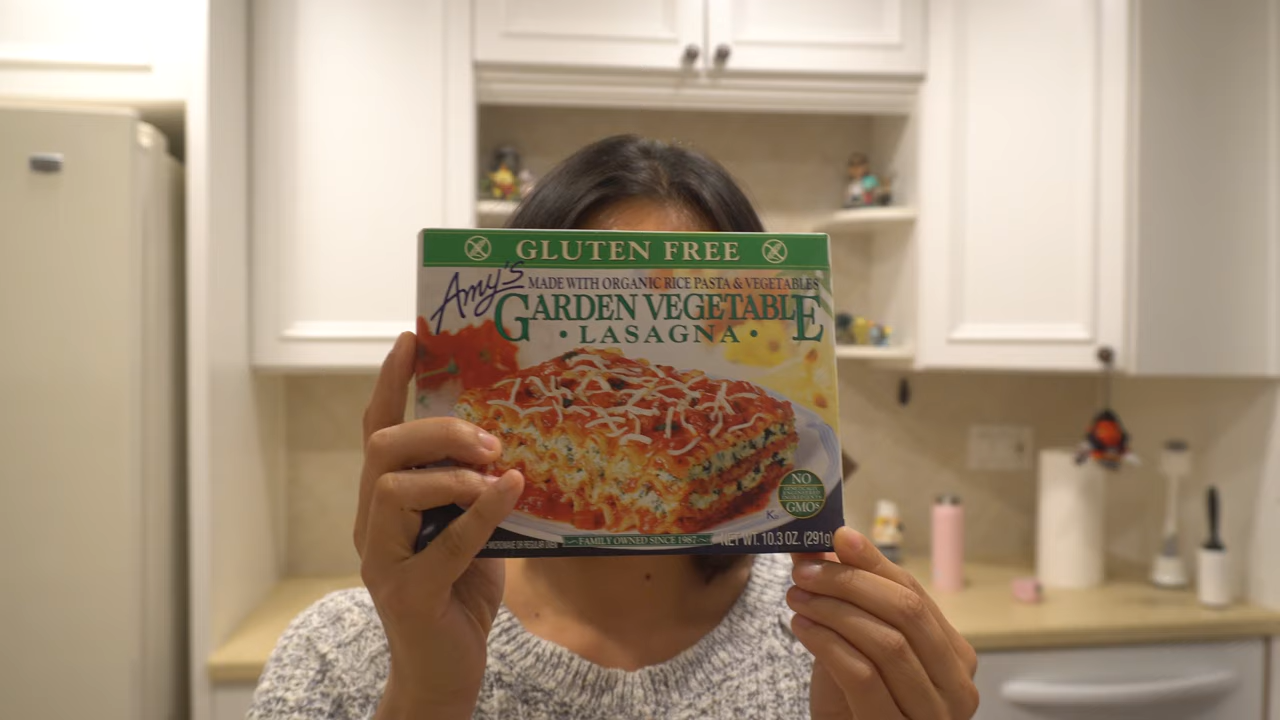 GLUTEN FREE
Amy's
MADE WITH ORGANIC RICE PASTA & VEGETABLES
GARDEN VEGETABLE
• LASAGNA •
NO
GMOs
K
FAMILY OWNED SINCE 1987
NET WT. 10.3 OZ. (291g)